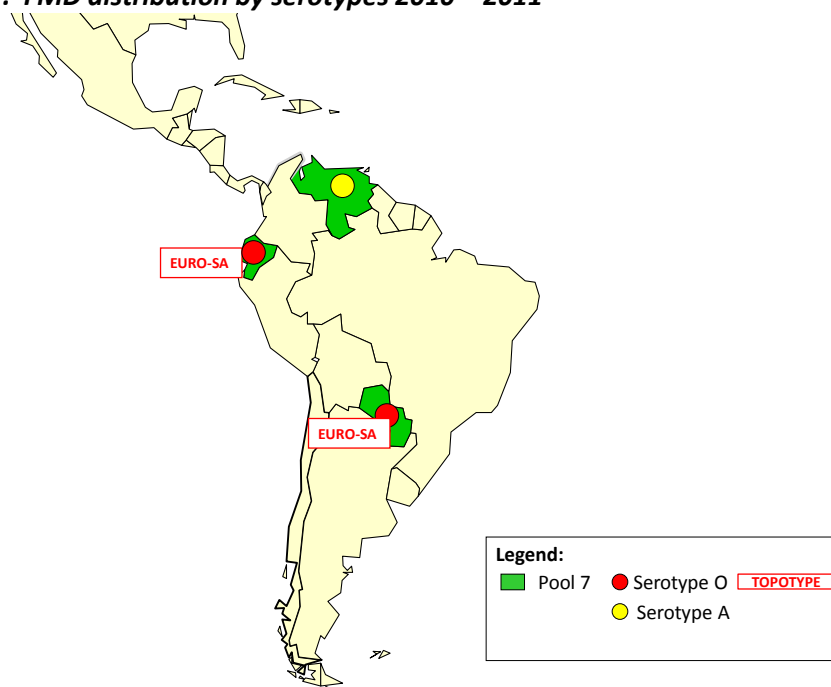 . FMD distribution by serotypes 2010 – 2011
EURO-SA
EURO-SA
Legend:
Pool 7
Serotype O
TOPOTYPE
Serotype A